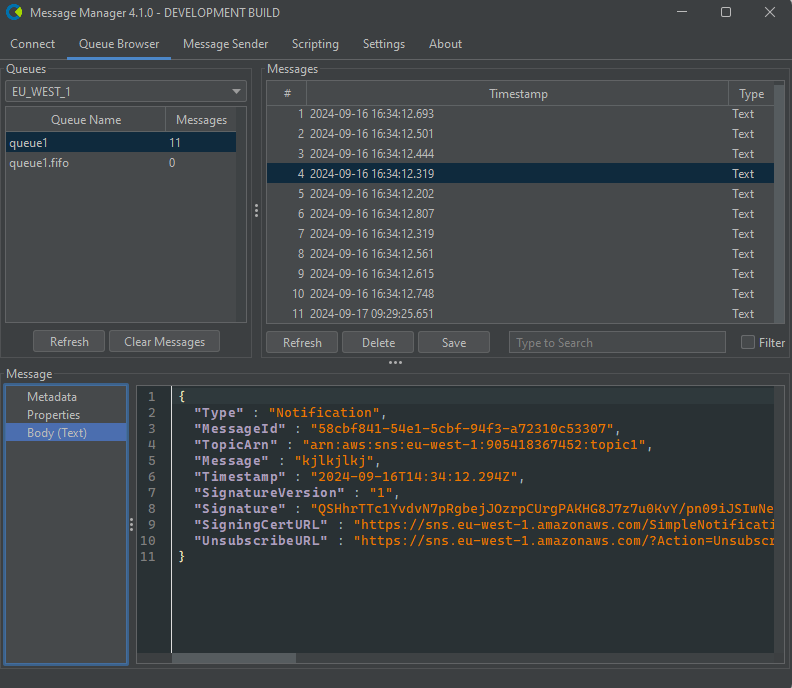 Message Manager 4.1.0 - DEVELOPMENT BUILD
Connect Queue Browser Message Sender Scripting Settings About
Queues
EU_WEST_1
Queue Name Messages
queue1 11
queue1.fifo 0
Refresh Clear Messages
Messages
# Timestamp Type
1 2024-09-16 16:34:12.693 Text
2 2024-09-16 16:34:12.501 Text
3 2024-09-16 16:34:12.444 Text
4 2024-09-16 16:34:12.319 Text
5 2024-09-16 16:34:12.202 Text
6 2024-09-16 16:34:12.807 Text
7 2024-09-16 16:34:12.319 Text
8 2024-09-16 16:34:12.561 Text
9 2024-09-16 16:34:12.615 Text
10 2024-09-16 16:34:12.748 Text
11 2024-09-17 09:29:25.651 Text
Refresh Delete Save Type to Search Filter
Message
Metadata
Properties
Body (Text)
1 {
2 "Type" : "Notification",
3 "MessageId" : "58cbf841-54e1-5cbf-94f3-a72310c53307",
4 "TopicArn" : "arn:aws:sns:eu-west-1:905418367452:topic1",
5 "Message" : "kjlkjlkj",
6 "Timestamp" : "2024-09-16T14:34:12.294Z",
7 "SignatureVersion" : "1",
8 "Signature" : "QSHhrTTc1YvdvN7pRgbejJOzrpCUrgPAKHG8J7z7u0KvY/pn09iJSIwNe
9 "SigningCertURL" : "https://sns.eu-west-1.amazonaws.com/SimpleNotificati
10 "UnsubscribeURL" : "https://sns.eu-west-1.amazonaws.com/?Action=Unsubscr
11 }